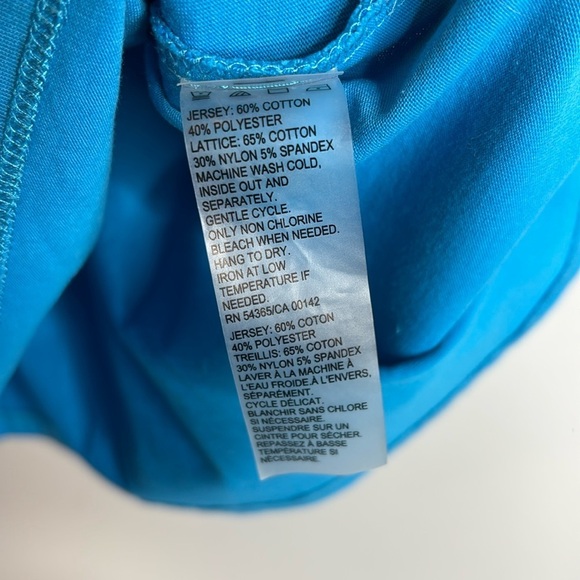 JERSEY: 60% COTTON
40% POLYESTER
LATTICE: 65% COTTON
30% NYLON 5% SPANDEX
MACHINE WASH COLD,
INSIDE OUT AND
SEPARATELY.
GENTLE CYCLE.
ONLY NON CHLORINE
BLEACH WHEN NEEDED.
HANG TO DRY.
IRON AT LOW
TEMPERATURE IF
NEEDED.
RN 54365/CA 00142
JERSEY: 60% COTON
40% POLYESTER
TREILLIS: 65% COTON
30% NYLON 5% SPANDEX
LAVER À LA MACHINE À
L'EAU FROIDE.À L'ENVERS,
SÉPARÉMENT.
CYCLE DÉLICAT.
BLANCHIR SANS CHLORE
SI NÉCESSAIRE.
SUSPENDRE SUR UN
CINTRE POUR SÉCHER.
REPASSEZ À BASSE
TEMPÉRATURE SI
NÉCESSAIRE.